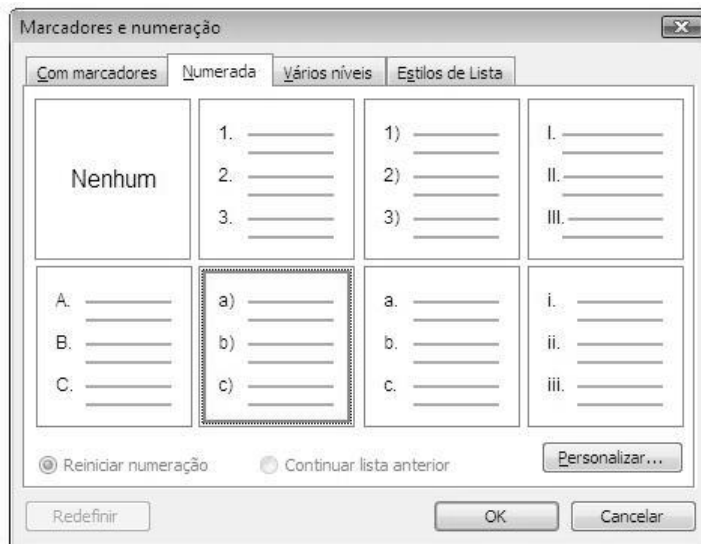 Marcadores e numeração
Com marcadores Numerada Vários níveis Estilos de Lista
Nenhum
1.
2.
3.
1)
2)
3)
I.
II.
III.
A.
B.
C.
a)
b)
c)
a.
b.
c.
i.
ii.
iii.
Reiniciar numeração Continuar lista anterior Personalizar...
Redefinir OK Cancelar